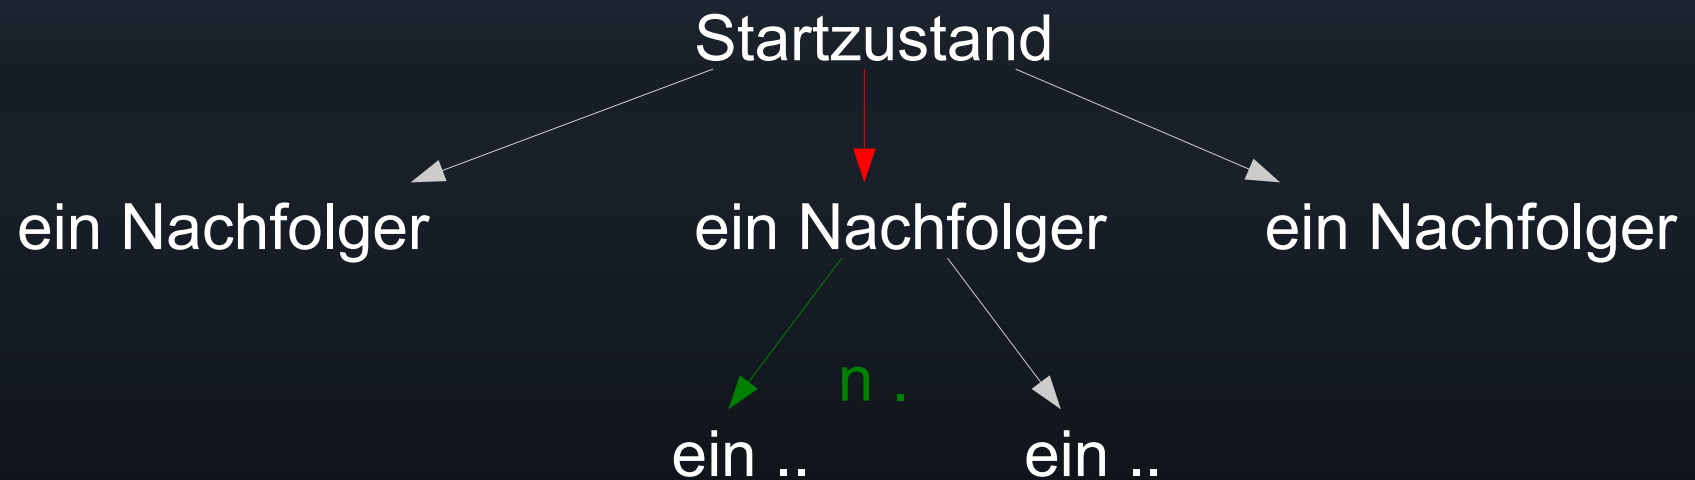 Startzustand
ein Nachfolger ein Nachfolger ein Nachfolger
n .
ein .. ein ..